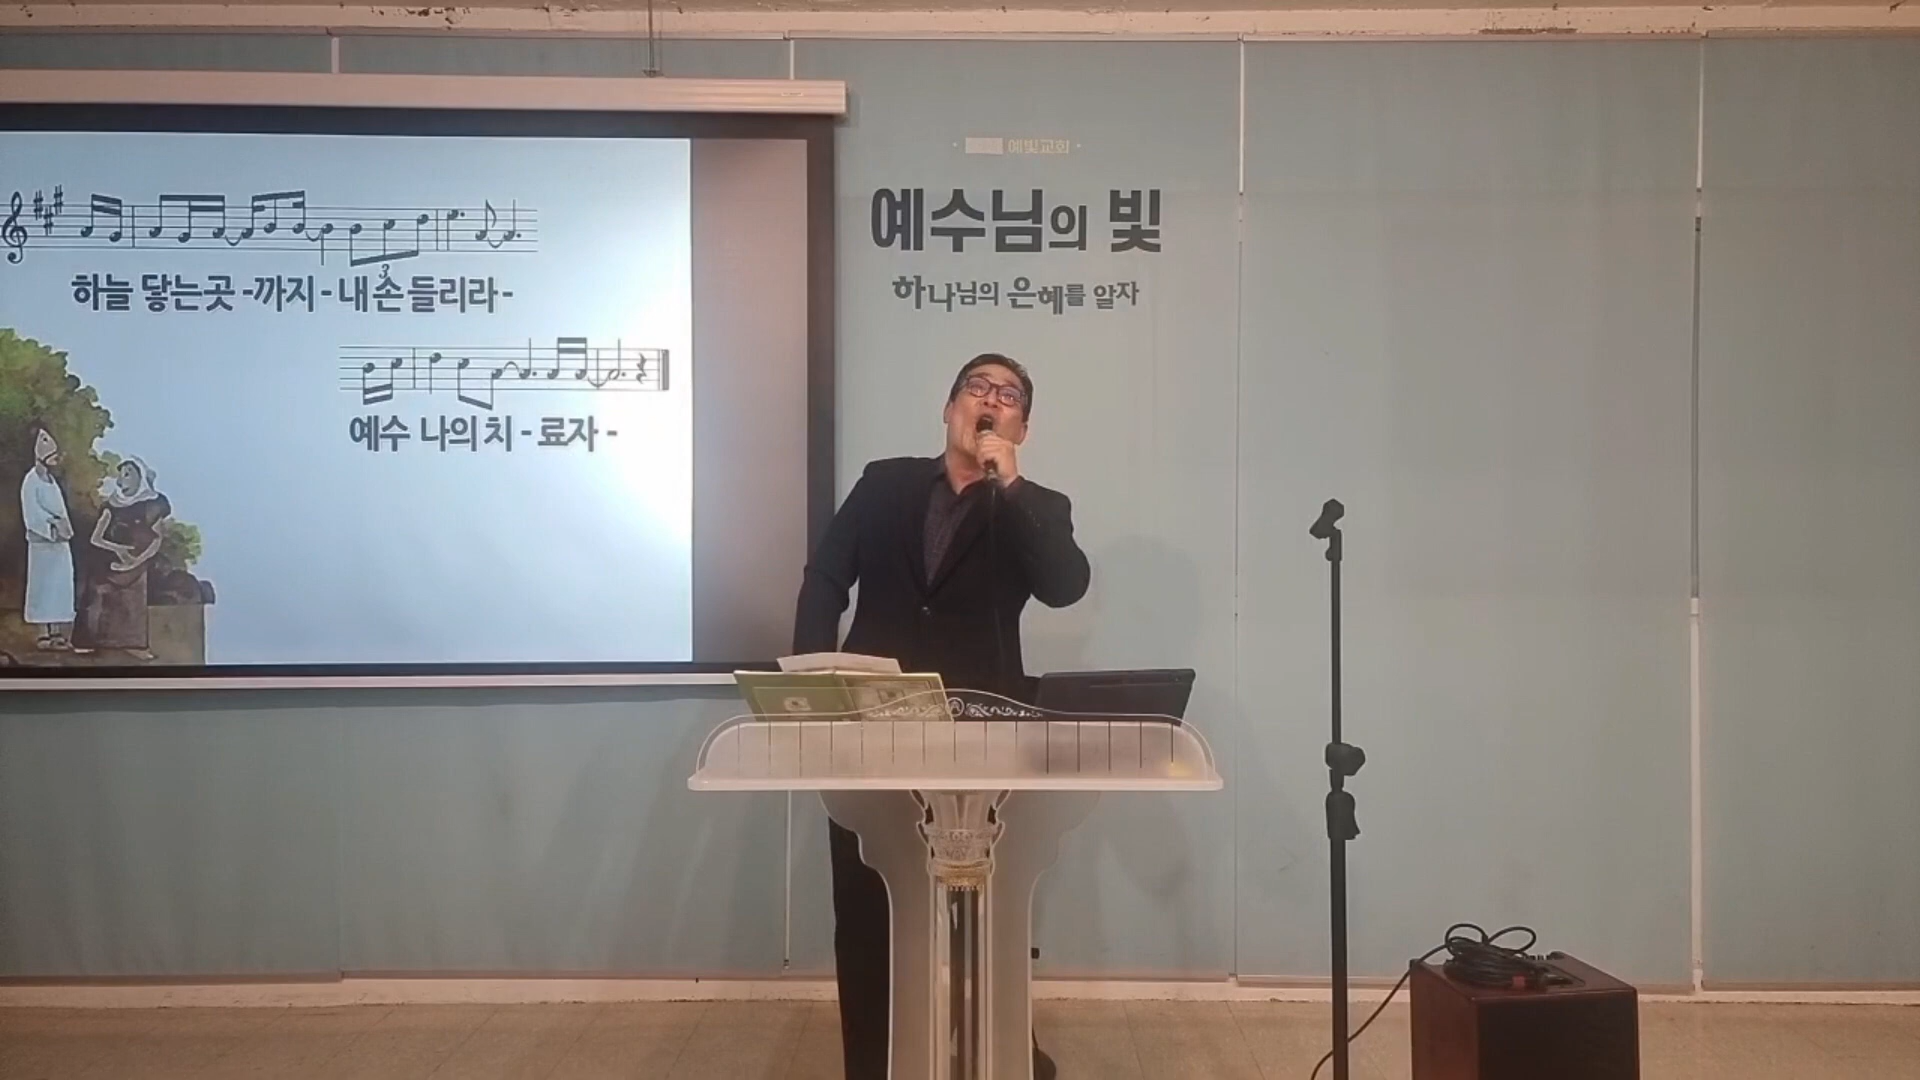 하늘 닿는곳 -까지 - 내 손 들리라 -
3
예수 나의 치 - 료자 -
예빛교회
예수님의 빛
하나님의 은혜를 알자